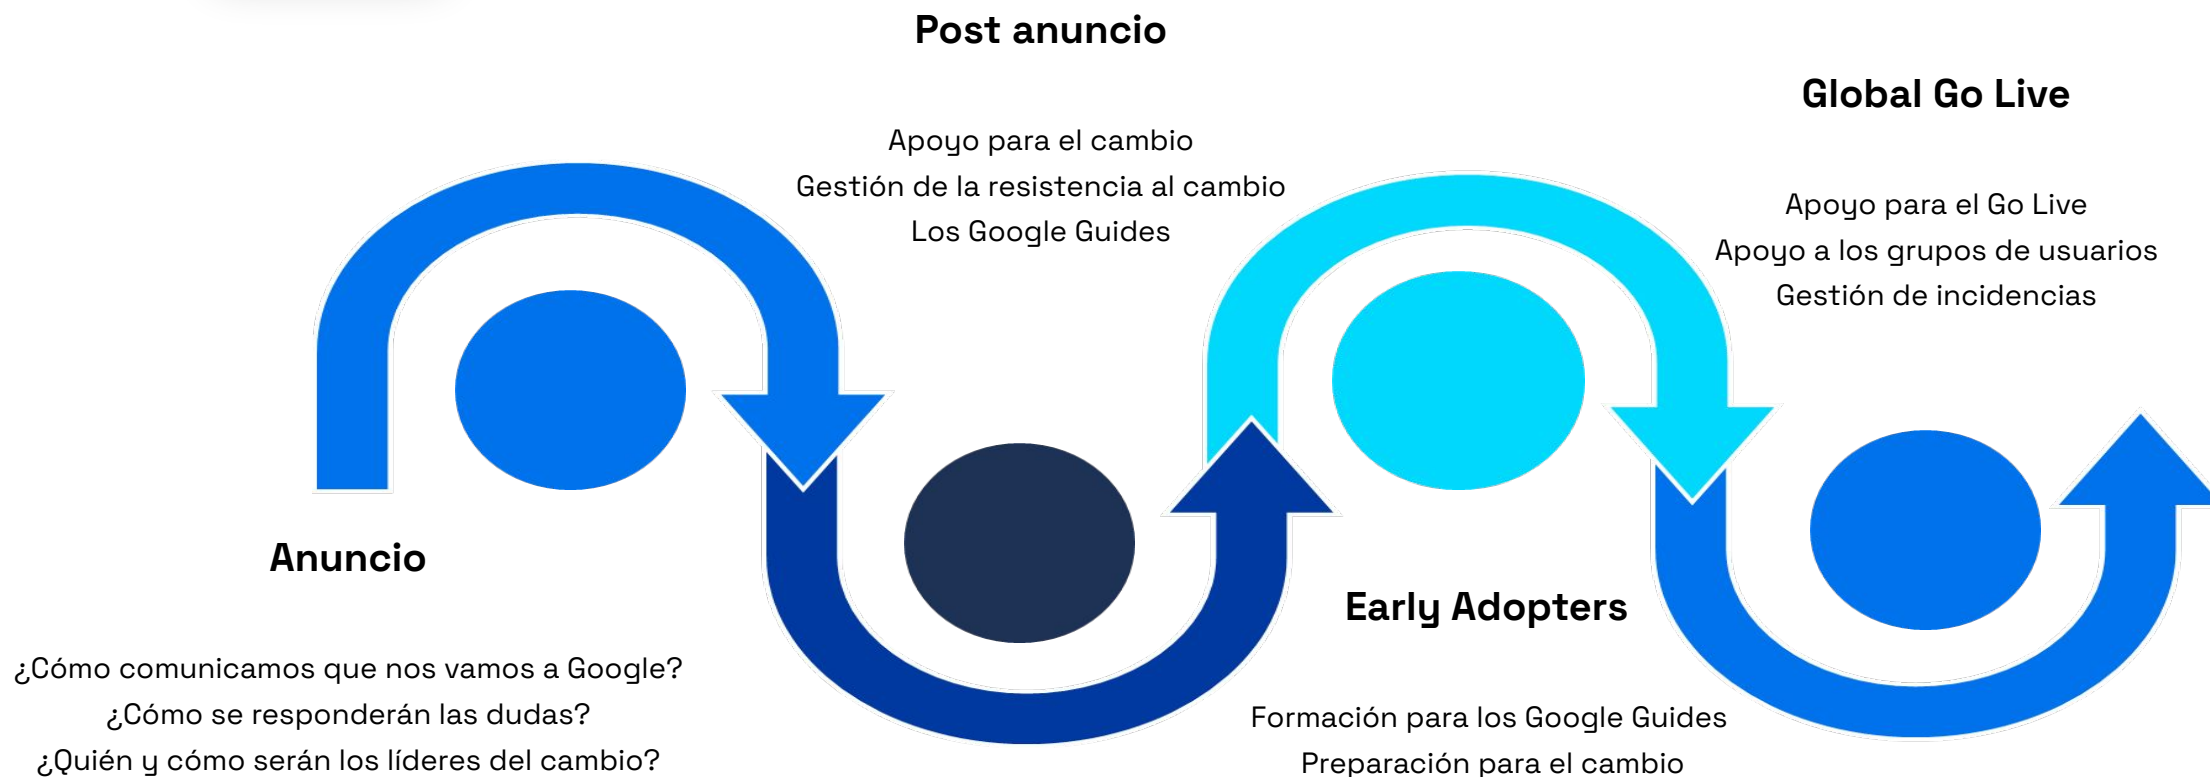 Anuncio
¿Cómo comunicamos que nos vamos a Google?
¿Cómo se responderán las dudas?
¿Quién y cómo serán los líderes del cambio?
Post anuncio
Apoyo para el cambio
Gestión de la resistencia al cambio
Los Google Guides
Early Adopters
Formación para los Google Guides
Preparación para el cambio
Global Go Live
Apoyo para el Go Live
Apoyo a los grupos de usuarios
Gestión de incidencias